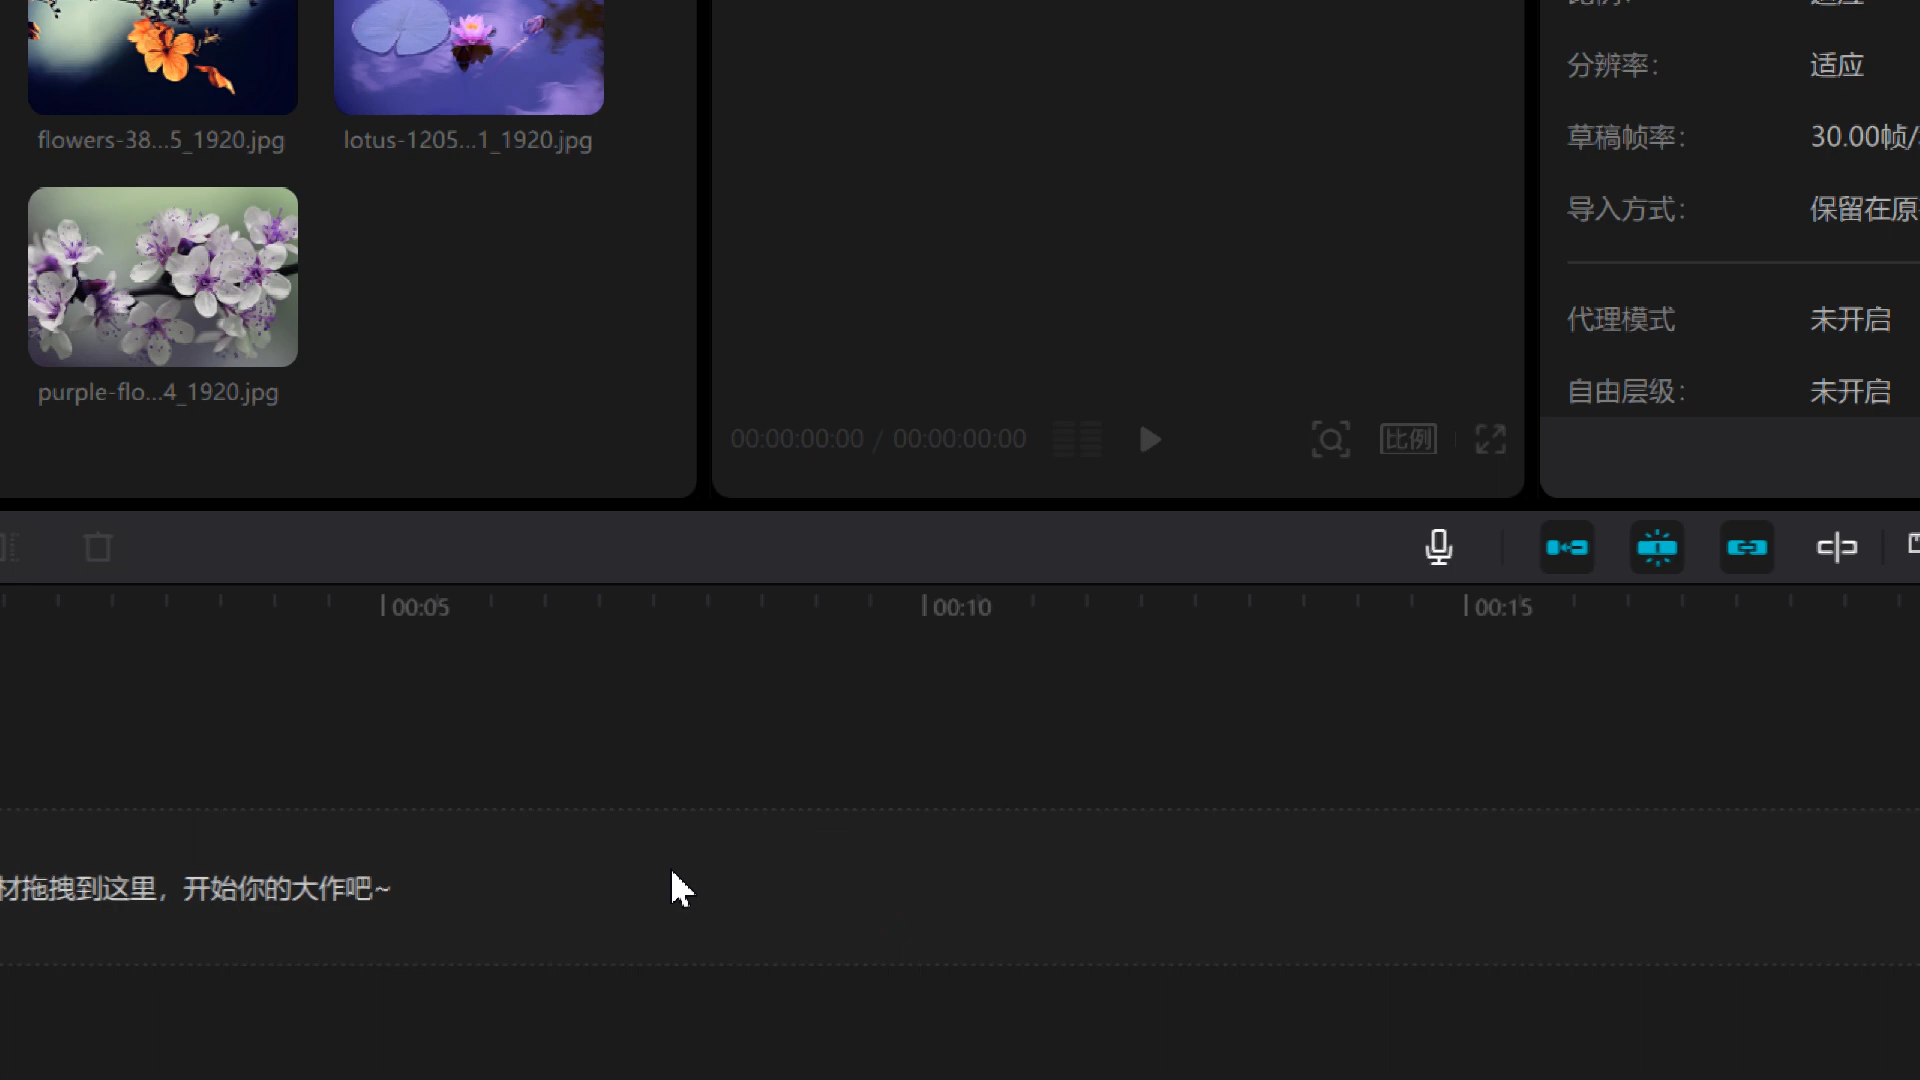 分辨率: 适应
flowers-38...5_1920.jpg lotus-1205...1_1920.jpg
草稿帧率: 30.00帧/
导入方式: 保留在原
代理模式 未开启
purple-flo...4_1920.jpg
自由层级: 未开启
00:00:00:00 / 00:00:00:00 比例
00:05 00:10 00:15
材拖拽到这里，开始你的大作吧~